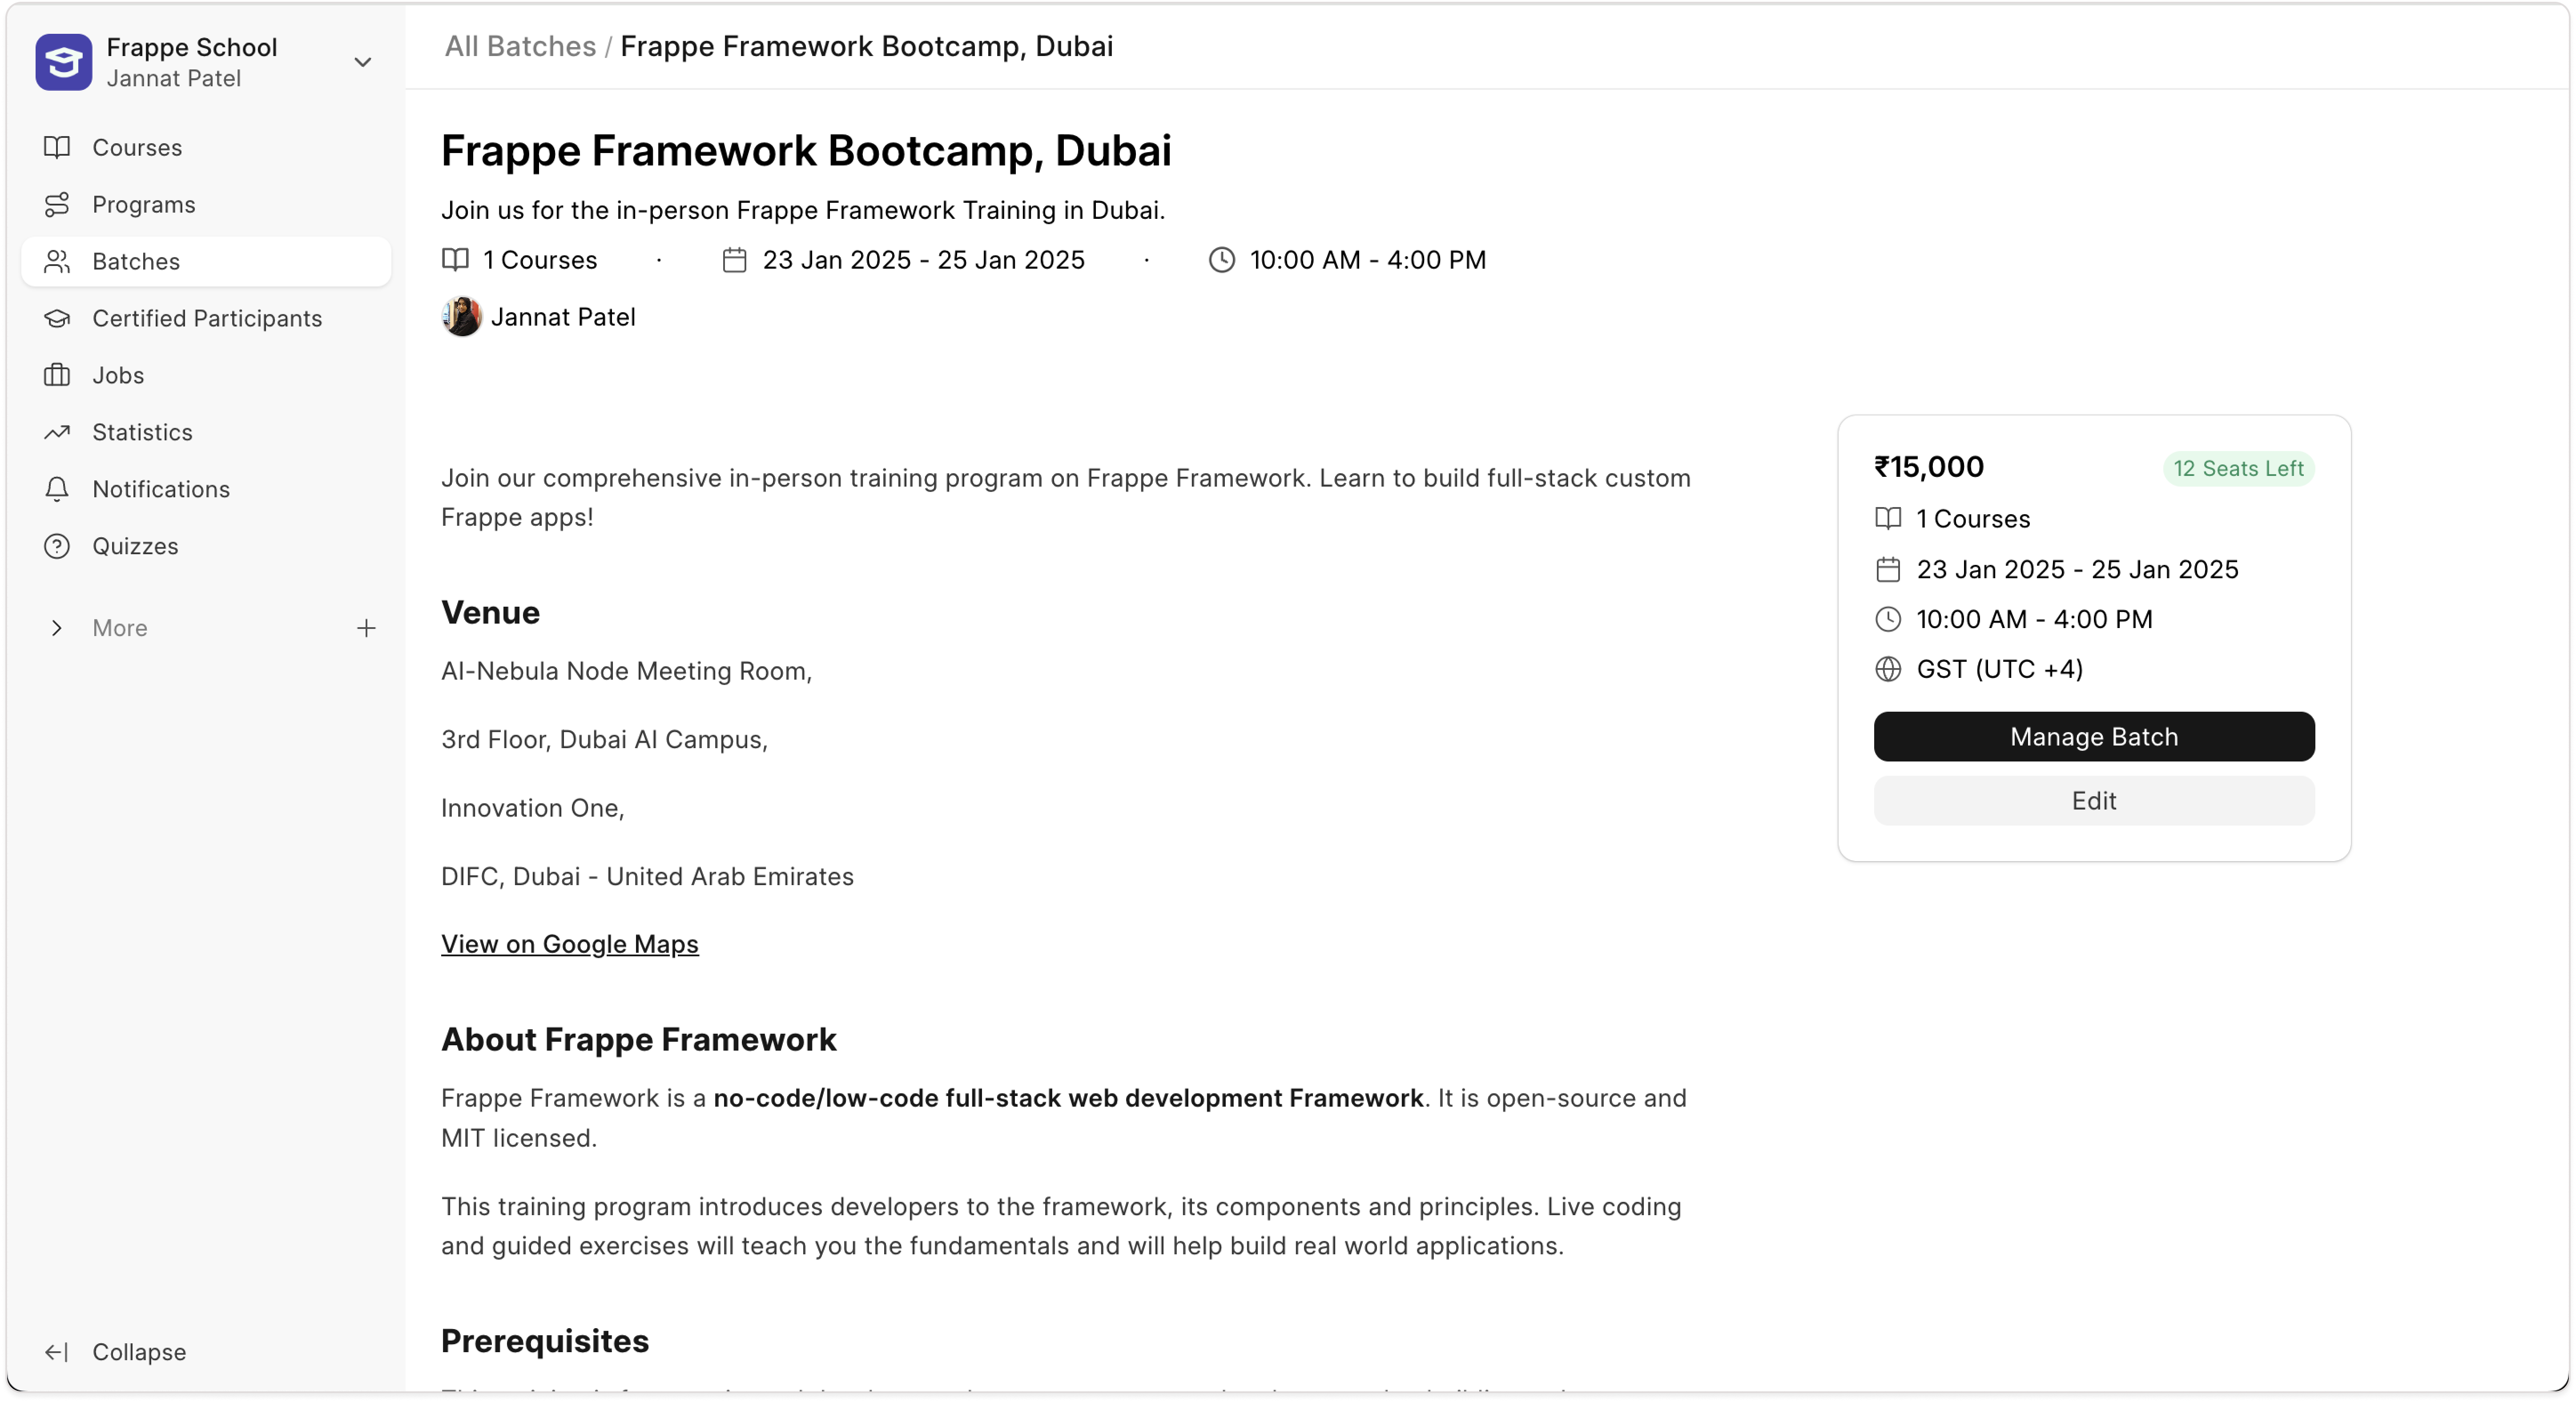 Frappe School
Jannat Patel
Courses
Programs
Batches
Certified Participants
Jobs
Statistics
Notifications
Quizzes
More
Collapse
All Batches / Frappe Framework Bootcamp, Dubai
Frappe Framework Bootcamp, Dubai
Join us for the in-person Frappe Framework Training in Dubai.
1 Courses · 23 Jan 2025 - 25 Jan 2025 · 10:00 AM - 4:00 PM
Jannat Patel
Join our comprehensive in-person training program on Frappe Framework. Learn to build full-stack custom
Frappe apps!
Venue
AI-Nebula Node Meeting Room,
3rd Floor, Dubai AI Campus,
Innovation One,
DIFC, Dubai - United Arab Emirates
View on Google Maps
About Frappe Framework
Frappe Framework is a no-code/low-code full-stack web development Framework. It is open-source and
MIT licensed.
This training program introduces developers to the framework, its components and principles. Live coding
and guided exercises will teach you the fundamentals and will help build real world applications.
Prerequisites
₹15,000
12 Seats Left
1 Courses
23 Jan 2025 - 25 Jan 2025
10:00 AM - 4:00 PM
GST (UTC +4)
Manage Batch
Edit